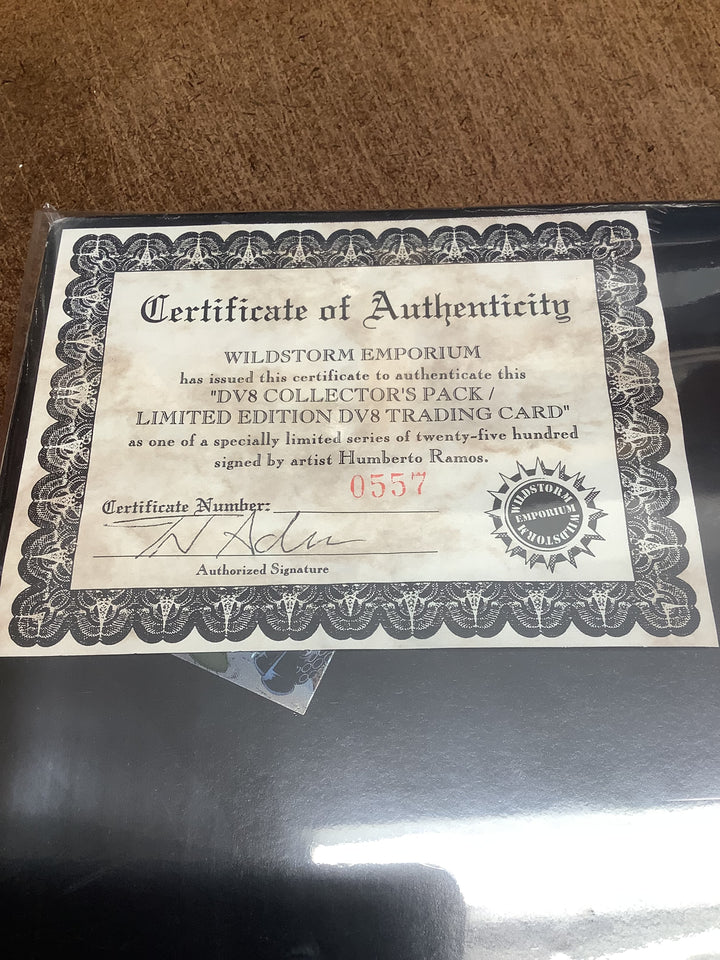 Certificate of Authenticity
WILDSTORM EMPORIUM
has issued this certificate to authenticate this
"DV8 COLLECTOR'S PACK /
LIMITED EDITION DV8 TRADING CARD"
as one of a specially limited series of twenty-five hundred
signed by artist Humberto Ramos.
0557
Certificate Number:
Authorized Signature
WILDSTORM
EMPORIUM
WILDSTORM